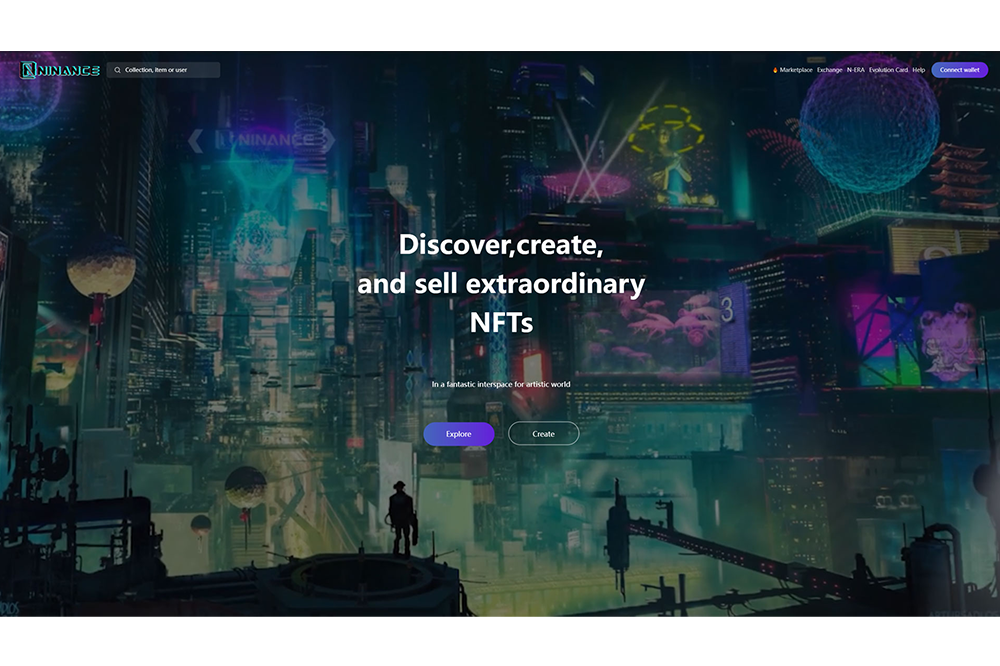 NINANCE
Collection, item or user
Marketplace Exchange N-ERA Evolution Card Help
Connect wallet
NINANCE
3
Discover,create,
and sell extraordinary
NFTs
In a fantastic interspace for artistic world
Explore
Create